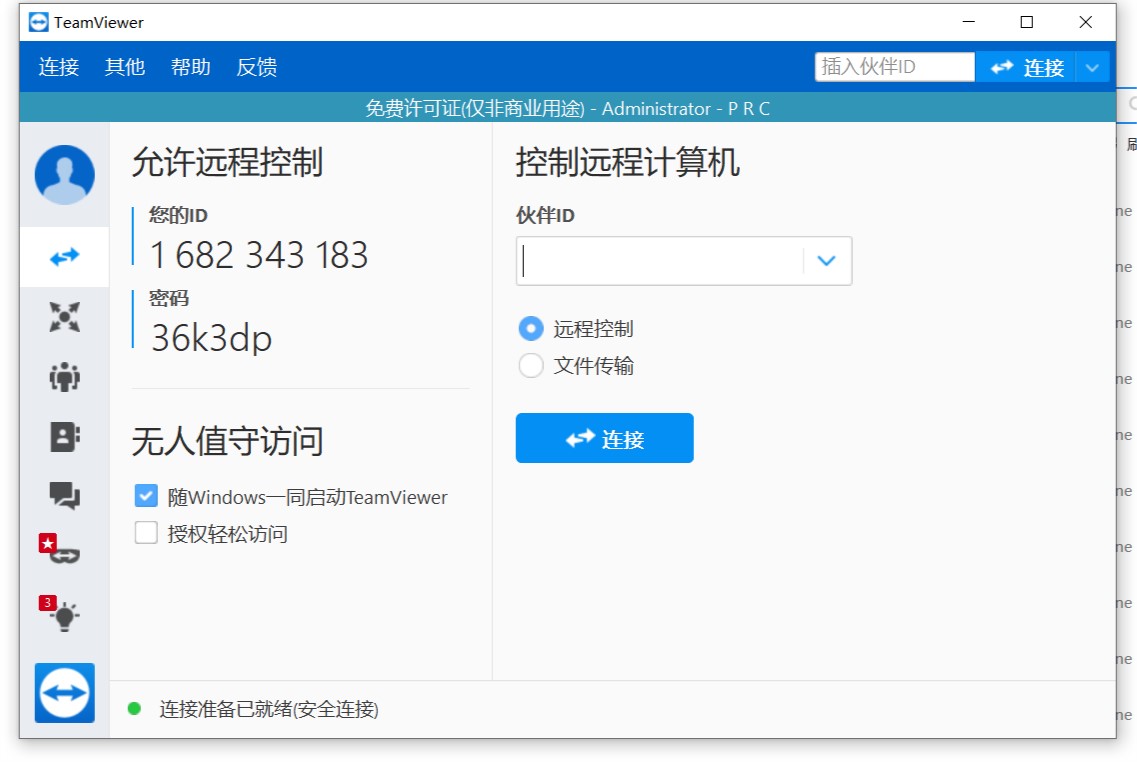 TeamViewer
连接 其他 帮助 反馈
插入伙伴ID
连接
免费许可证(仅非商业用途) - Administrator - P R C
允许远程控制
您的ID
1 682 343 183
密码
36k3dp
无人值守访问
随Windows一同启动TeamViewer
授权轻松访问
控制远程计算机
伙伴ID
远程控制
文件传输
连接
3
连接准备已就绪(安全连接)
ne
ne
ne
ne
ne
ne
ne
ne
ne
ne